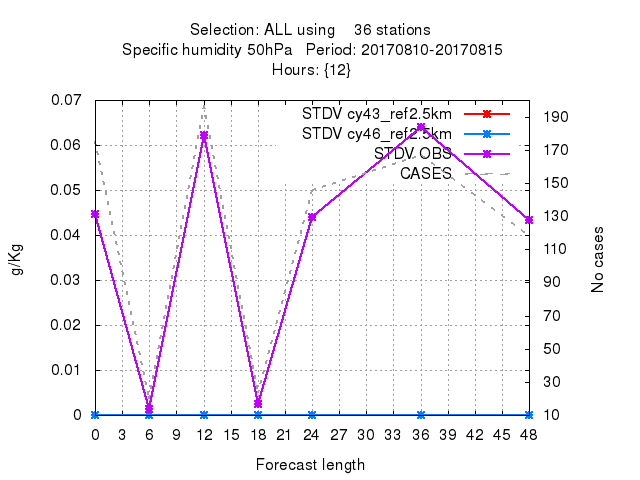 Selection: ALL using 36 stations
Specific humidity 50hPa Period: 20170810-20170815
Hours: {12}
STDV cy43_ref2.5km
STDV cy46_ref2.5km
STDV OBS
CASES
0.07
0.06
0.05
0.04
0.03
0.02
0.01
0
g/Kg
190
170
150
130
110
90
70
50
30
10
No cases
0 3 6 9 12 15 18 21 24 27 30 33 36 39 42 45 48
Forecast length